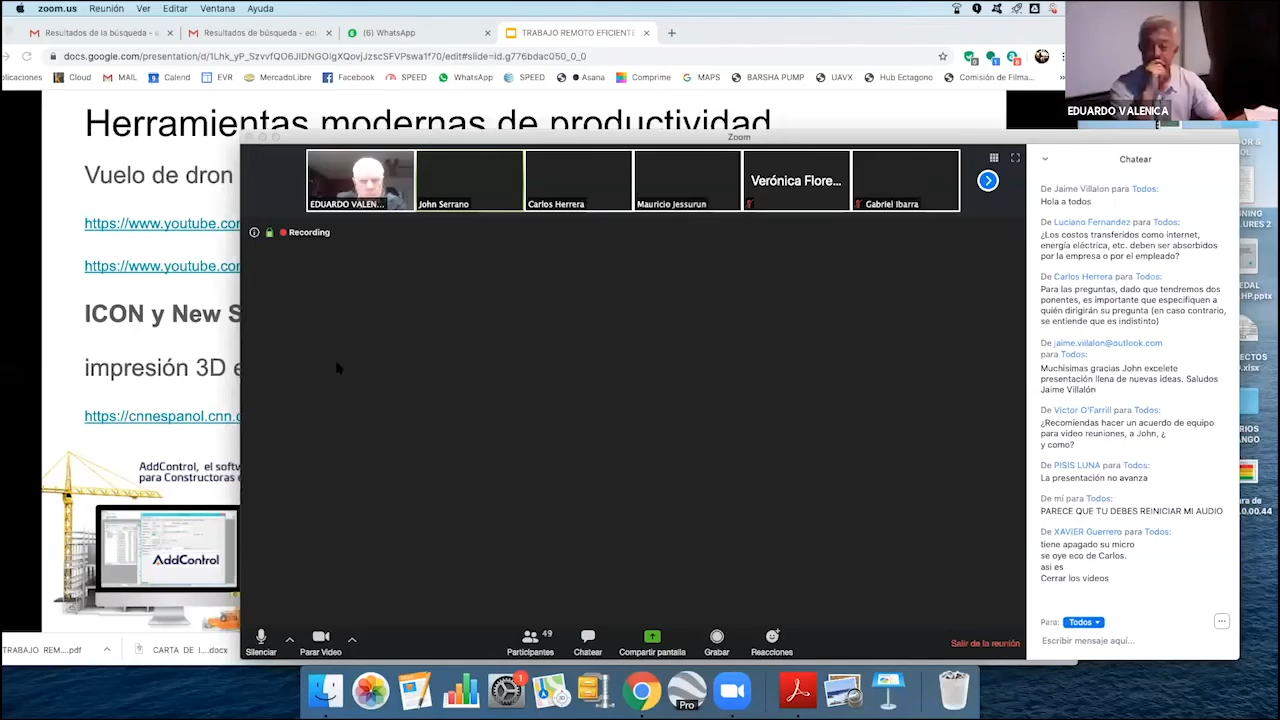 zoom.us Reunión Ver Editar Ventana Ayuda
Resultados de la búsqueda - e
Resultados de búsqueda - edu
(6) WhatsApp
TRABAJO REMOTO EFICIENTE
docs.google.com/presentation/d/1Lhk_yP_SzvvfQO6JIDNGOlgXQovjJzscSFVPswa1f70/edit#slide=id.g776bdac050_0_0
plicaciones Cloud MAIL Calend EVR MercadoLibre Facebook SPEED WhatsApp SPEED Asana Comprime MAPS BARSHA PUMP UAVX Hub Ectagono Comisión de Filma...
EDUARDO VALENICA
Herramientas modernas de productividad
Vuelo de dron
https://www.youtube.co
https://www.youtube.co
ICON y New S
impresión 3D e
https://cnnespanol.cnn.c
AddControl, el softw
para Constructoras e
AddControl
Zoom
EDUARDO VALEN...
John Serrano
Carlos Herrera
Mauricio Jessurun
Verónica Flore...
Gabriel Ibarra
Recording
Chatear
De Jaime Villalon para Todos:
Hola a todos
De Luciano Fernandez para Todos:
¿Los costos transferidos como internet,
energía eléctrica, etc. deben ser absorbidos
por la empresa o por el empleado?
De Carlos Herrera para Todos:
Para las preguntas, dado que tendremos dos
ponentes, es importante que especifiquen a
quién dirigirán su pregunta (en caso contrario,
se entiende que es indistinto)
De jaime.villalon@outlook.com
para Todos:
Muchisimas gracias John excelete
presentación llena de nuevas ideas. Saludos
Jaime Villalón
De Victor O'Farrill para Todos:
¿Recomiendas hacer un acuerdo de equipo
para video reuniones, a John, ¿
y como?
De PISIS LUNA para Todos:
La presentación no avanza
De mí para Todos:
PARECE QUE TU DEBES REINICIAR MI AUDIO
De XAVIER Guerrero para Todos:
tiene apagado su micro
se oye eco de Carlos.
asi es
Cerrar los videos
Para: Todos
Escribir mensaje aquí...
Silenciar
Parar Video
49
Participantes
Chatear
Compartir pantalla
Grabar
Reacciones
Salir de la reunión
TRABAJO REM....pdf
CARTA DE I....docx
1
Pro